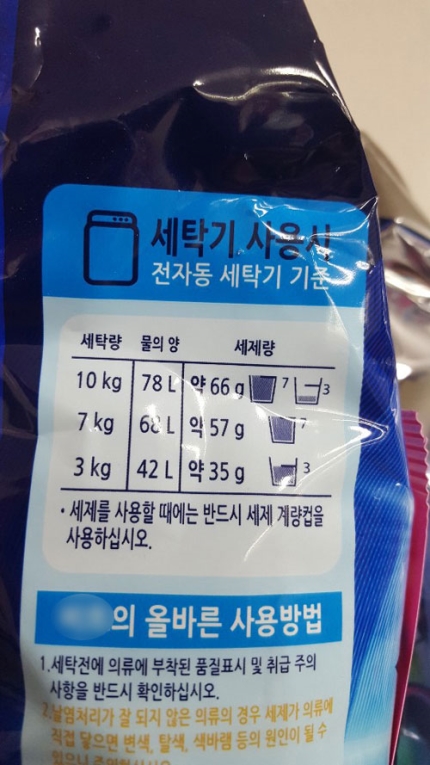 세탁기 사용시
전자동 세탁기 기준
세탁량 물의 양 세제량
10 kg 78 L 약 66 g 7 3
7 kg 68 L 약 57 g 7
3 kg 42 L 약 35 g 3
· 세제를 사용할 때에는 반드시 세제 계량컵을
사용하십시오.
의 올바른 사용방법
1.세탁전에 의류에 부착된 품질표시 및 취급 주의
사항을 반드시 확인하십시오.
2.날염처리가 잘 되지 않은 의류의 경우 세제가 의류에
직접 닿으면 변색, 탈색, 색바램 등의 원인이 될 수
있으니